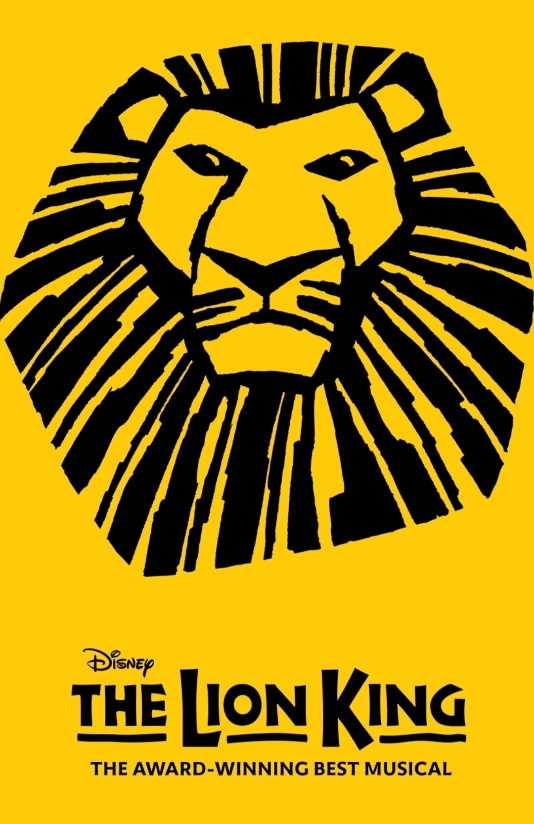 Disney
THE LION KING
THE AWARD-WINNING BEST MUSICAL